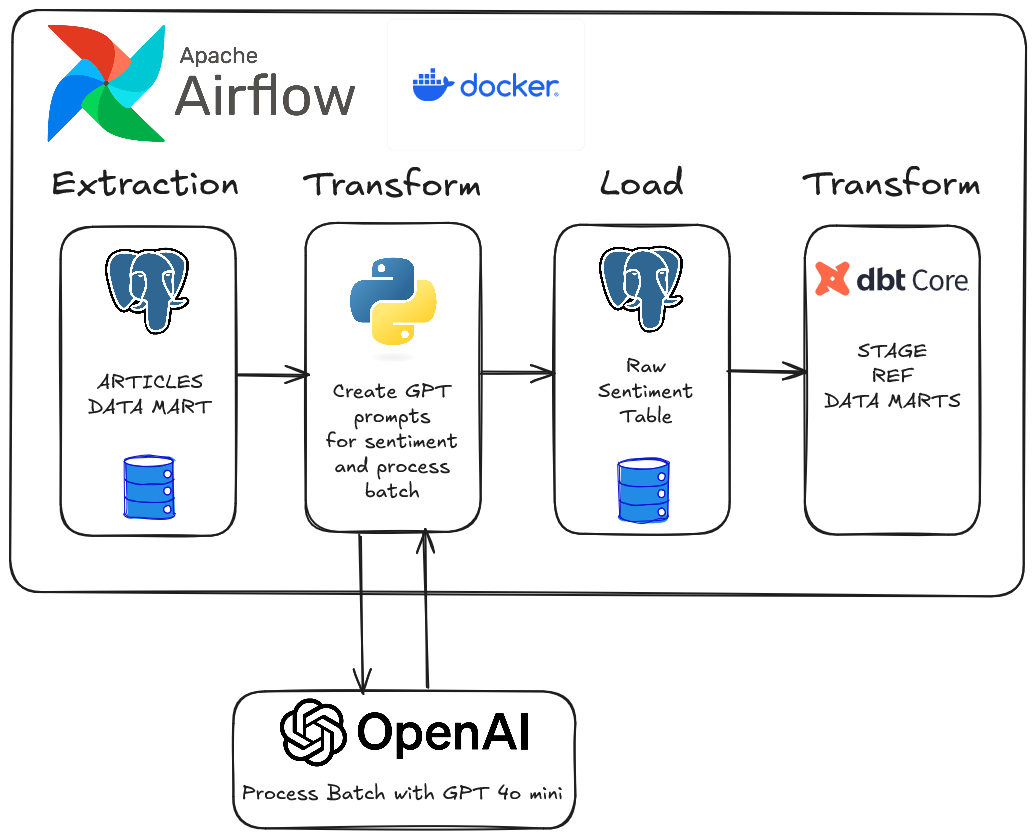 Apache
Airflow
docker.
Extraction
Transform
Load
Transform
ARTICLES
DATA MART
Create GPT
prompts
for sentiment
and process
batch
Raw
Sentiment
Table
dbt Core
STAGE
REF
DATA MARTS
OpenAI
Process Batch with GPT 4o mini